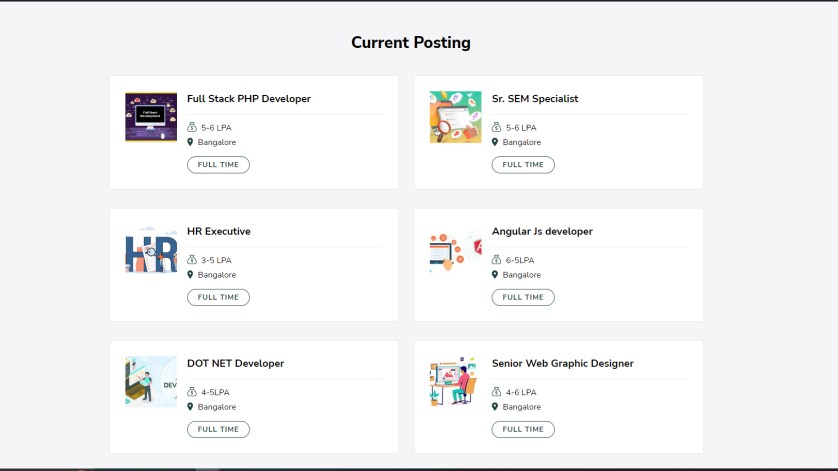 Current Posting
Full Stack PHP Developer
5-6 LPA
Bangalore
FULL TIME
Sr. SEM Specialist
5-6 LPA
Bangalore
FULL TIME
HR
HR Executive
3-5 LPA
Bangalore
FULL TIME
Angular Js developer
6-5LPA
Bangalore
FULL TIME
DEV
DOT NET Developer
4-5LPA
Bangalore
FULL TIME
Senior Web Graphic Designer
4-6 LPA
Bangalore
FULL TIME